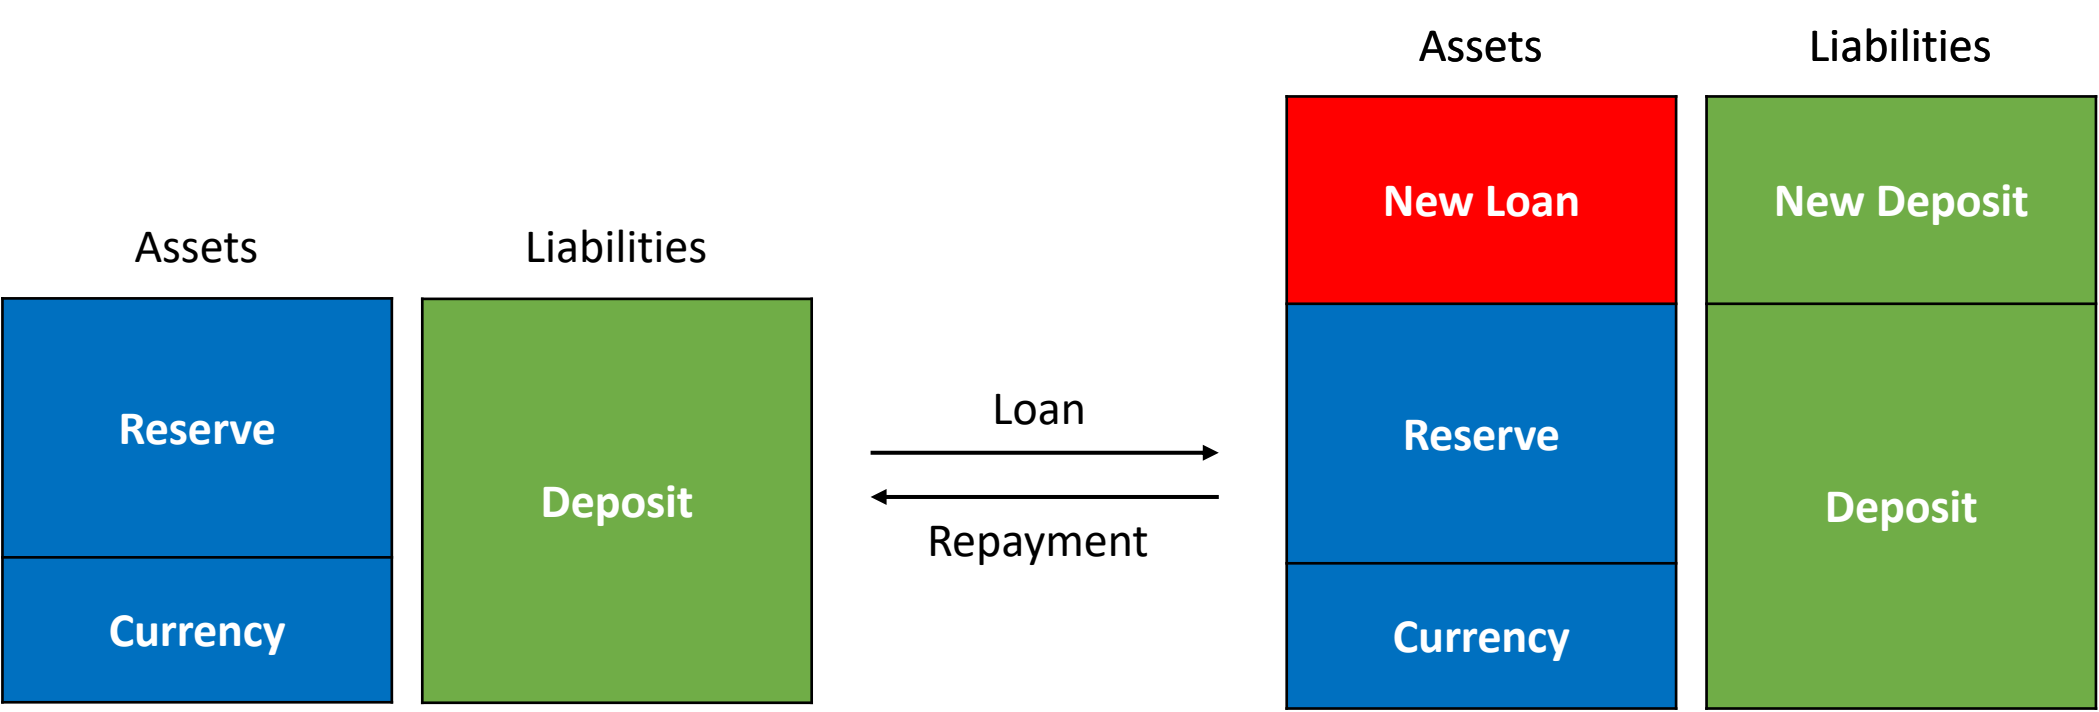 Assets
Liabilities
Reserve
Currency
Deposit
Loan
Repayment
Assets
Liabilities
New Loan
Reserve
Currency
New Deposit
Deposit